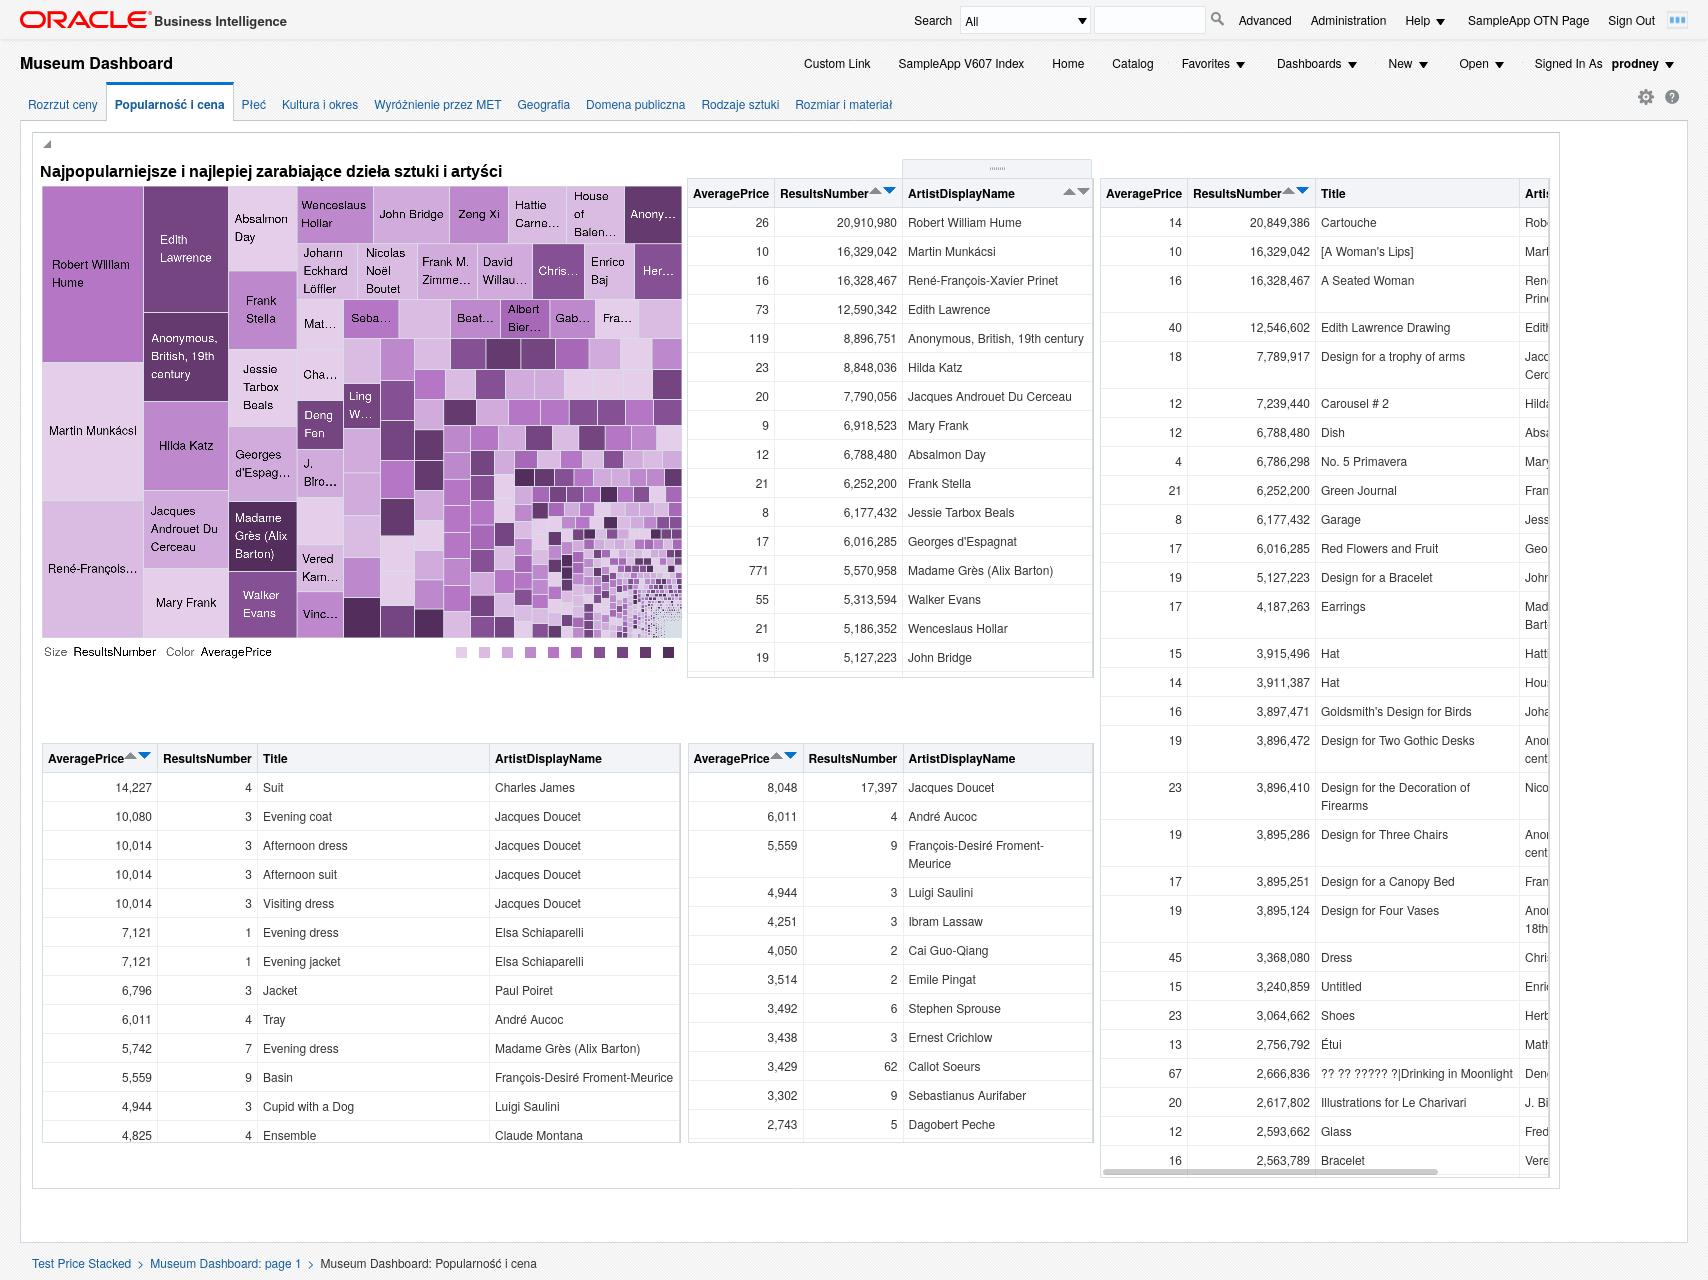 ORACLE Business Intelligence
Search All Advanced Administration Help SampleApp OTN Page Sign Out
Museum Dashboard
Custom Link SampleApp V607 Index Home Catalog Favorites Dashboards New Open Signed In As prodney
Rozrzut ceny Popularność i cena Płeć Kultura i okres Wyróżnienie przez MET Geografia Domena publiczna Rodzaje sztuki Rozmiar i materiał
Najpopularniejsze i najlepiej zarabiające dzieła sztuki i artyści
Robert William
Hume
Martin Munkácsi
René-François...
Edith
Lawrence
Anonymous,
British, 19th
century
Hilda Katz
Jacques
Androuet Du
Cerceau
Mary Frank
Absalmon
Day
Frank
Stella
Jessie
Tarbox
Beals
Georges
d'Espag...
Madame
Grès (Alix
Barton)
Walker
Evans
Wenceslaus
Hollar
John Bridge
Zeng Xi
Hattie
Carne...
House
of
Balen...
Anony...
Johann
Eckhard
Löffler
Nicolas
Noël
Boutet
Frank M.
Zimme...
David
Willau...
Chris...
Enrico
Baj
Her...
Mat...
Seba...
Beat...
Albert
Bier...
Gab...
Fra...
Cha...
Ling
W...
Deng
Fen
J.
Biro...
Vered
Kam...
Vinc...
Size ResultsNumber Color AveragePrice
AveragePrice ResultsNumber ArtistDisplayName
26 20,910,980 Robert William Hume
10 16,329,042 Martin Munkácsi
16 16,328,467 René-François-Xavier Prinet
73 12,590,342 Edith Lawrence
119 8,896,751 Anonymous, British, 19th century
23 8,848,036 Hilda Katz
20 7,790,056 Jacques Androuet Du Cerceau
9 6,918,523 Mary Frank
12 6,788,480 Absalmon Day
21 6,252,200 Frank Stella
8 6,177,432 Jessie Tarbox Beals
17 6,016,285 Georges d'Espagnat
771 5,570,958 Madame Grès (Alix Barton)
55 5,313,594 Walker Evans
21 5,186,352 Wenceslaus Hollar
19 5,127,223 John Bridge
AveragePrice ResultsNumber Title Artis
14 20,849,386 Cartouche Rob
10 16,329,042 [A Woman's Lips] Mart
16 16,328,467 A Seated Woman Ren
Prin
40 12,546,602 Edith Lawrence Drawing Edith
18 7,789,917 Design for a trophy of arms Jacq
Cerc
12 7,239,440 Carousel # 2 Hilda
12 6,788,480 Dish Absa
4 6,786,298 No. 5 Primavera Mary
21 6,252,200 Green Journal Fran
8 6,177,432 Garage Jess
17 6,016,285 Red Flowers and Fruit Geo
19 5,127,223 Design for a Bracelet John
17 4,187,263 Earrings Mad
Bart
15 3,915,496 Hat Hatt
14 3,911,387 Hat Hou
16 3,897,471 Goldsmith's Design for Birds Joha
19 3,896,472 Design for Two Gothic Desks Anor
cent
23 3,896,410 Design for the Decoration of Nico
Firearms
19 3,895,286 Design for Three Chairs Anor
cent
17 3,895,251 Design for a Canopy Bed Fran
19 3,895,124 Design for Four Vases Anor
18th
45 3,368,080 Dress Chri
15 3,240,859 Untitled Enri
23 3,064,662 Shoes Herb
13 2,756,792 Étui Math
67 2,666,836 ?? ?? ????? ?|Drinking in Moonlight Den
20 2,617,802 Illustrations for Le Charivari J. Bi
12 2,593,662 Glass Fred
16 2,563,789 Bracelet Vere
AveragePrice ResultsNumber Title ArtistDisplayName
14,227 4 Suit Charles James
10,080 3 Evening coat Jacques Doucet
10,014 3 Afternoon dress Jacques Doucet
10,014 3 Afternoon suit Jacques Doucet
10,014 3 Visiting dress Jacques Doucet
7,121 1 Evening dress Elsa Schiaparelli
7,121 1 Evening jacket Elsa Schiaparelli
6,796 3 Jacket Paul Poiret
6,011 4 Tray André Aucoc
5,742 7 Evening dress Madame Grès (Alix Barton)
5,559 9 Basin François-Desiré Froment-Meurice
4,944 3 Cupid with a Dog Luigi Saulini
4,825 4 Ensemble Claude Montana
AveragePrice ResultsNumber ArtistDisplayName
8,048 17,397 Jacques Doucet
6,011 4 André Aucoc
5,559 9 François-Desiré Froment-
Meurice
4,944 3 Luigi Saulini
4,251 3 Ibram Lassaw
4,050 2 Cai Guo-Qiang
3,514 2 Emile Pingat
3,492 6 Stephen Sprouse
3,438 3 Ernest Crichlow
3,429 62 Callot Soeurs
3,302 9 Sebastianus Aurifaber
2,743 5 Dagobert Peche
Test Price Stacked > Museum Dashboard: page 1 > Museum Dashboard: Popularność i cena